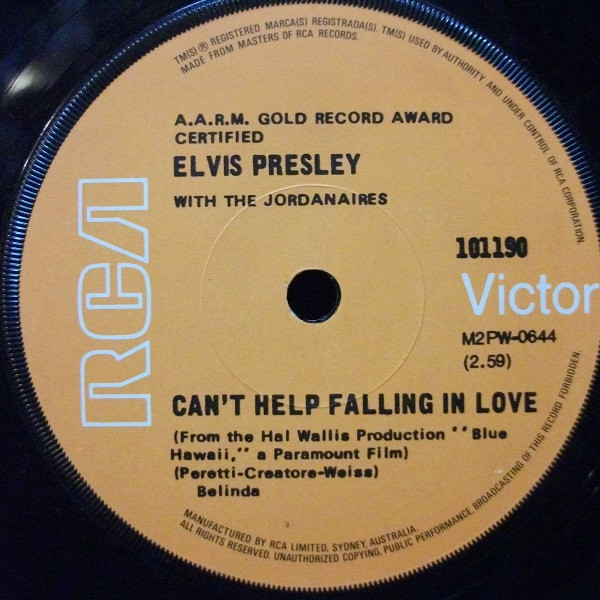 TM(S) ® REGISTERED MARCA(S) REGISTRADA(S). TM(S) USED BY AUTHORITY AND UNDER CONTROL OF RCA CORPORATION.
MADE FROM MASTERS OF RCA RECORDS.
A.A.R.M. GOLD RECORD AWARD
CERTIFIED
ELVIS PRESLEY
WITH THE JORDANAIRES
RCA
101190
Victor
M2PW-0644
(2.59)
CAN'T HELP FALLING IN LOVE
(From the Hal Wallis Production "Blue
Hawaii," a Paramount Film)
(Peretti-Creatore-Weiss)
Belinda
MANUFACTURED BY RCA LIMITED, SYDNEY, AUSTRALIA.
ALL RIGHTS RESERVED. UNAUTHORIZED COPYING, PUBLIC PERFORMANCE, BROADCASTING OF THIS RECORD FORBIDDEN.